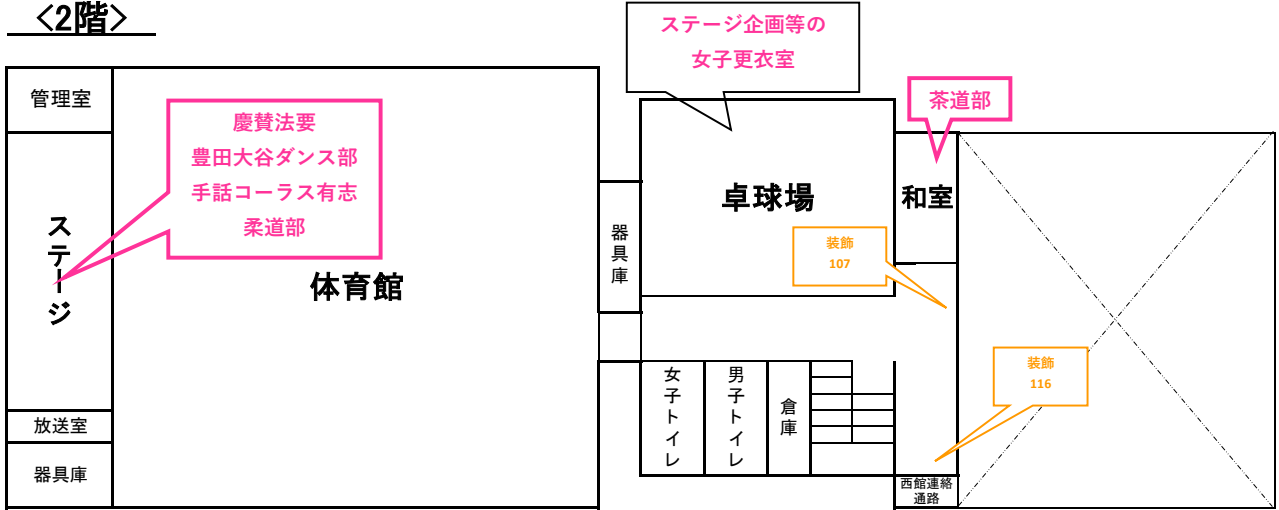 <2階>
ステージ企画等の
女子更衣室
管理室
慶賛法要
豊田大谷ダンス部
手話コーラス有志
柔道部
茶道部
ステージ
体育館
器具庫
卓球場
和室
装飾
107
装飾
116
女子トイレ
男子トイレ
倉庫
放送室
器具庫
西館連絡
通路